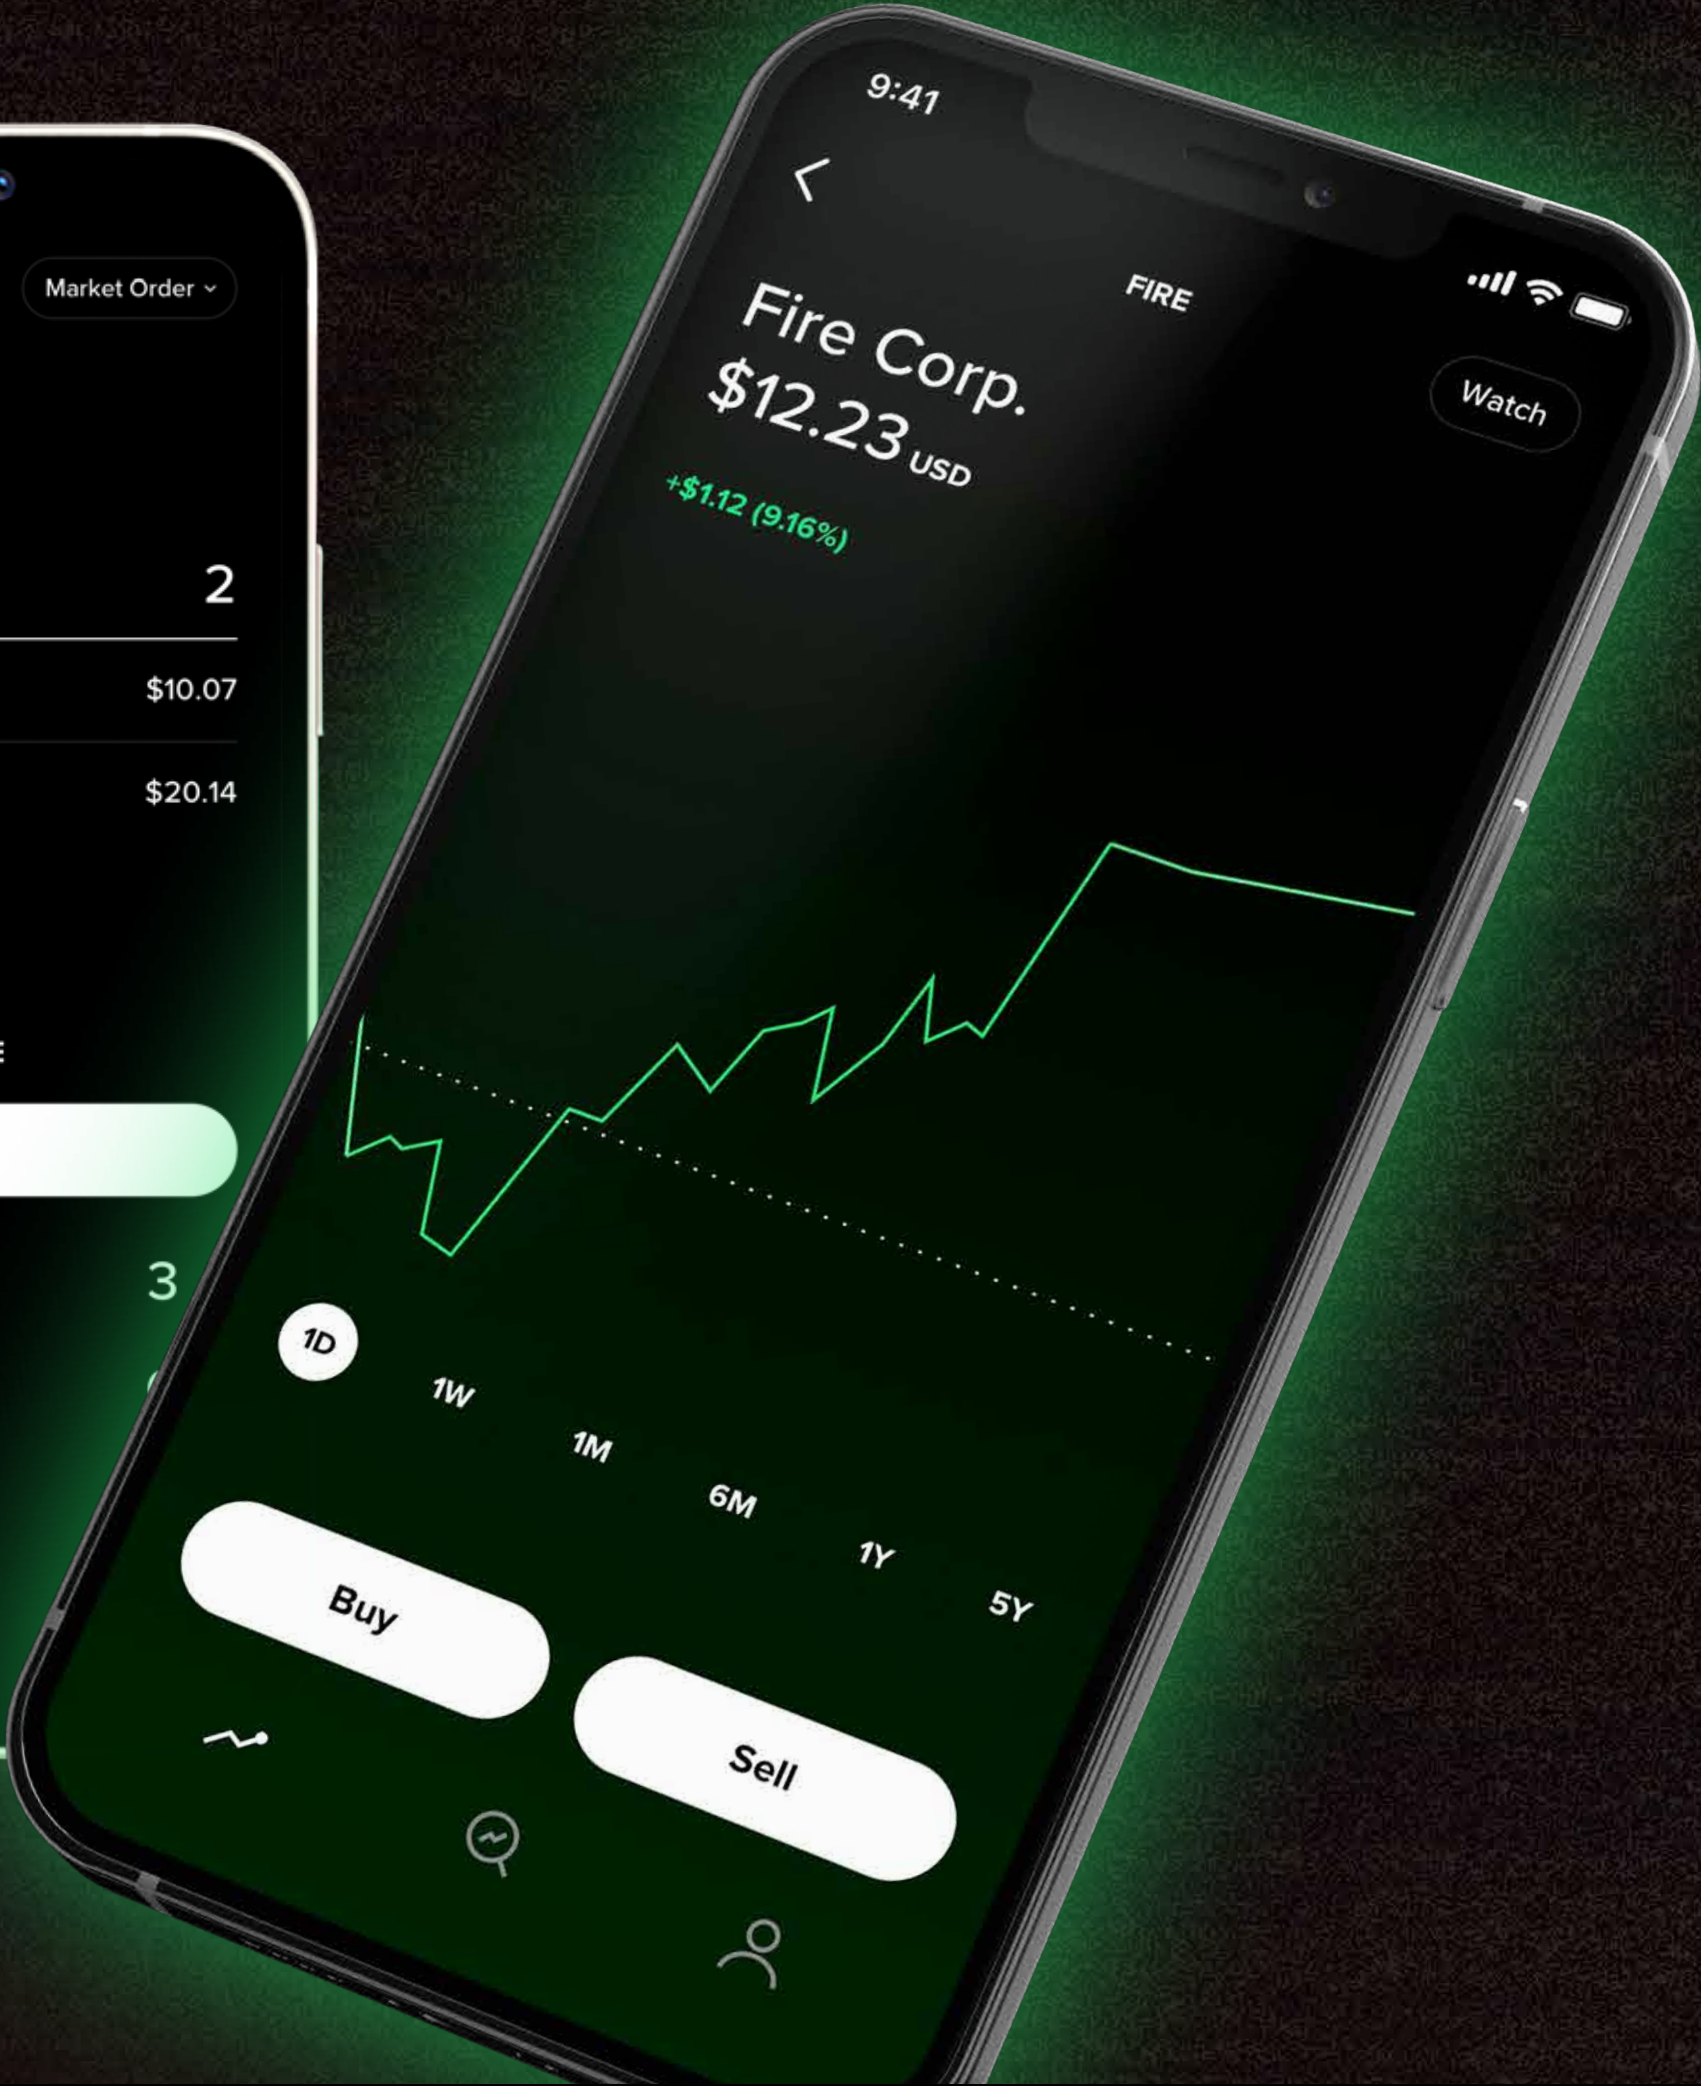 Market Order
2
$10.07
$20.14
3
9:41
FIRE
Watch
Fire Corp.
$12.23 USD
+$1.12 (9.16%)
1D 1W 1M 6M 1Y 5Y
Buy
Sell